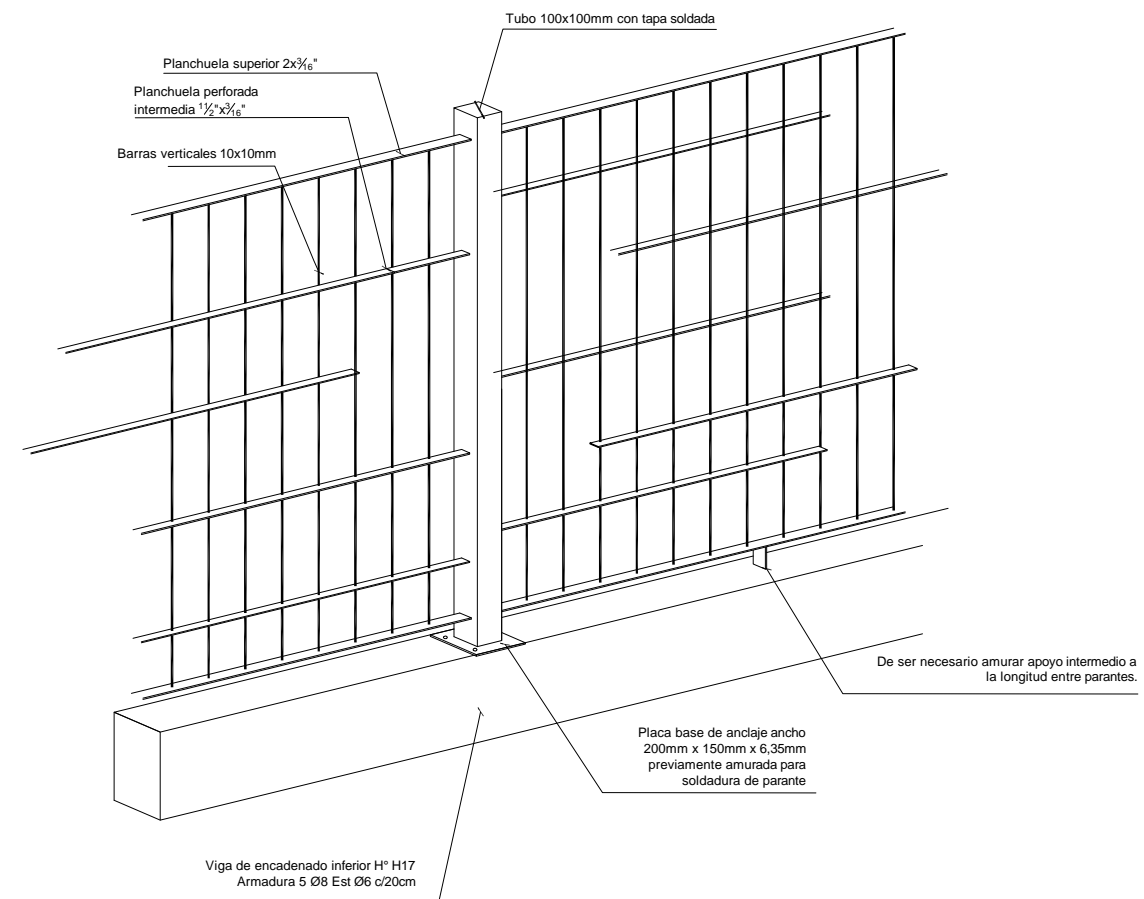 Tubo 100x100mm con tapa soldada
Planchuela superior 2x3⁄16"
Planchuela perforada
intermedia 11⁄2"x3⁄16"
Barras verticales 10x10mm
De ser necesario amurar apoyo intermedio a
la longitud entre parantes.
Placa base de anclaje ancho
200mm x 150mm x 6,35mm
previamente amurada para
soldadura de parante
Viga de encadenado inferior H° H17
Armadura 5 Ø8 Est Ø6 c/20cm